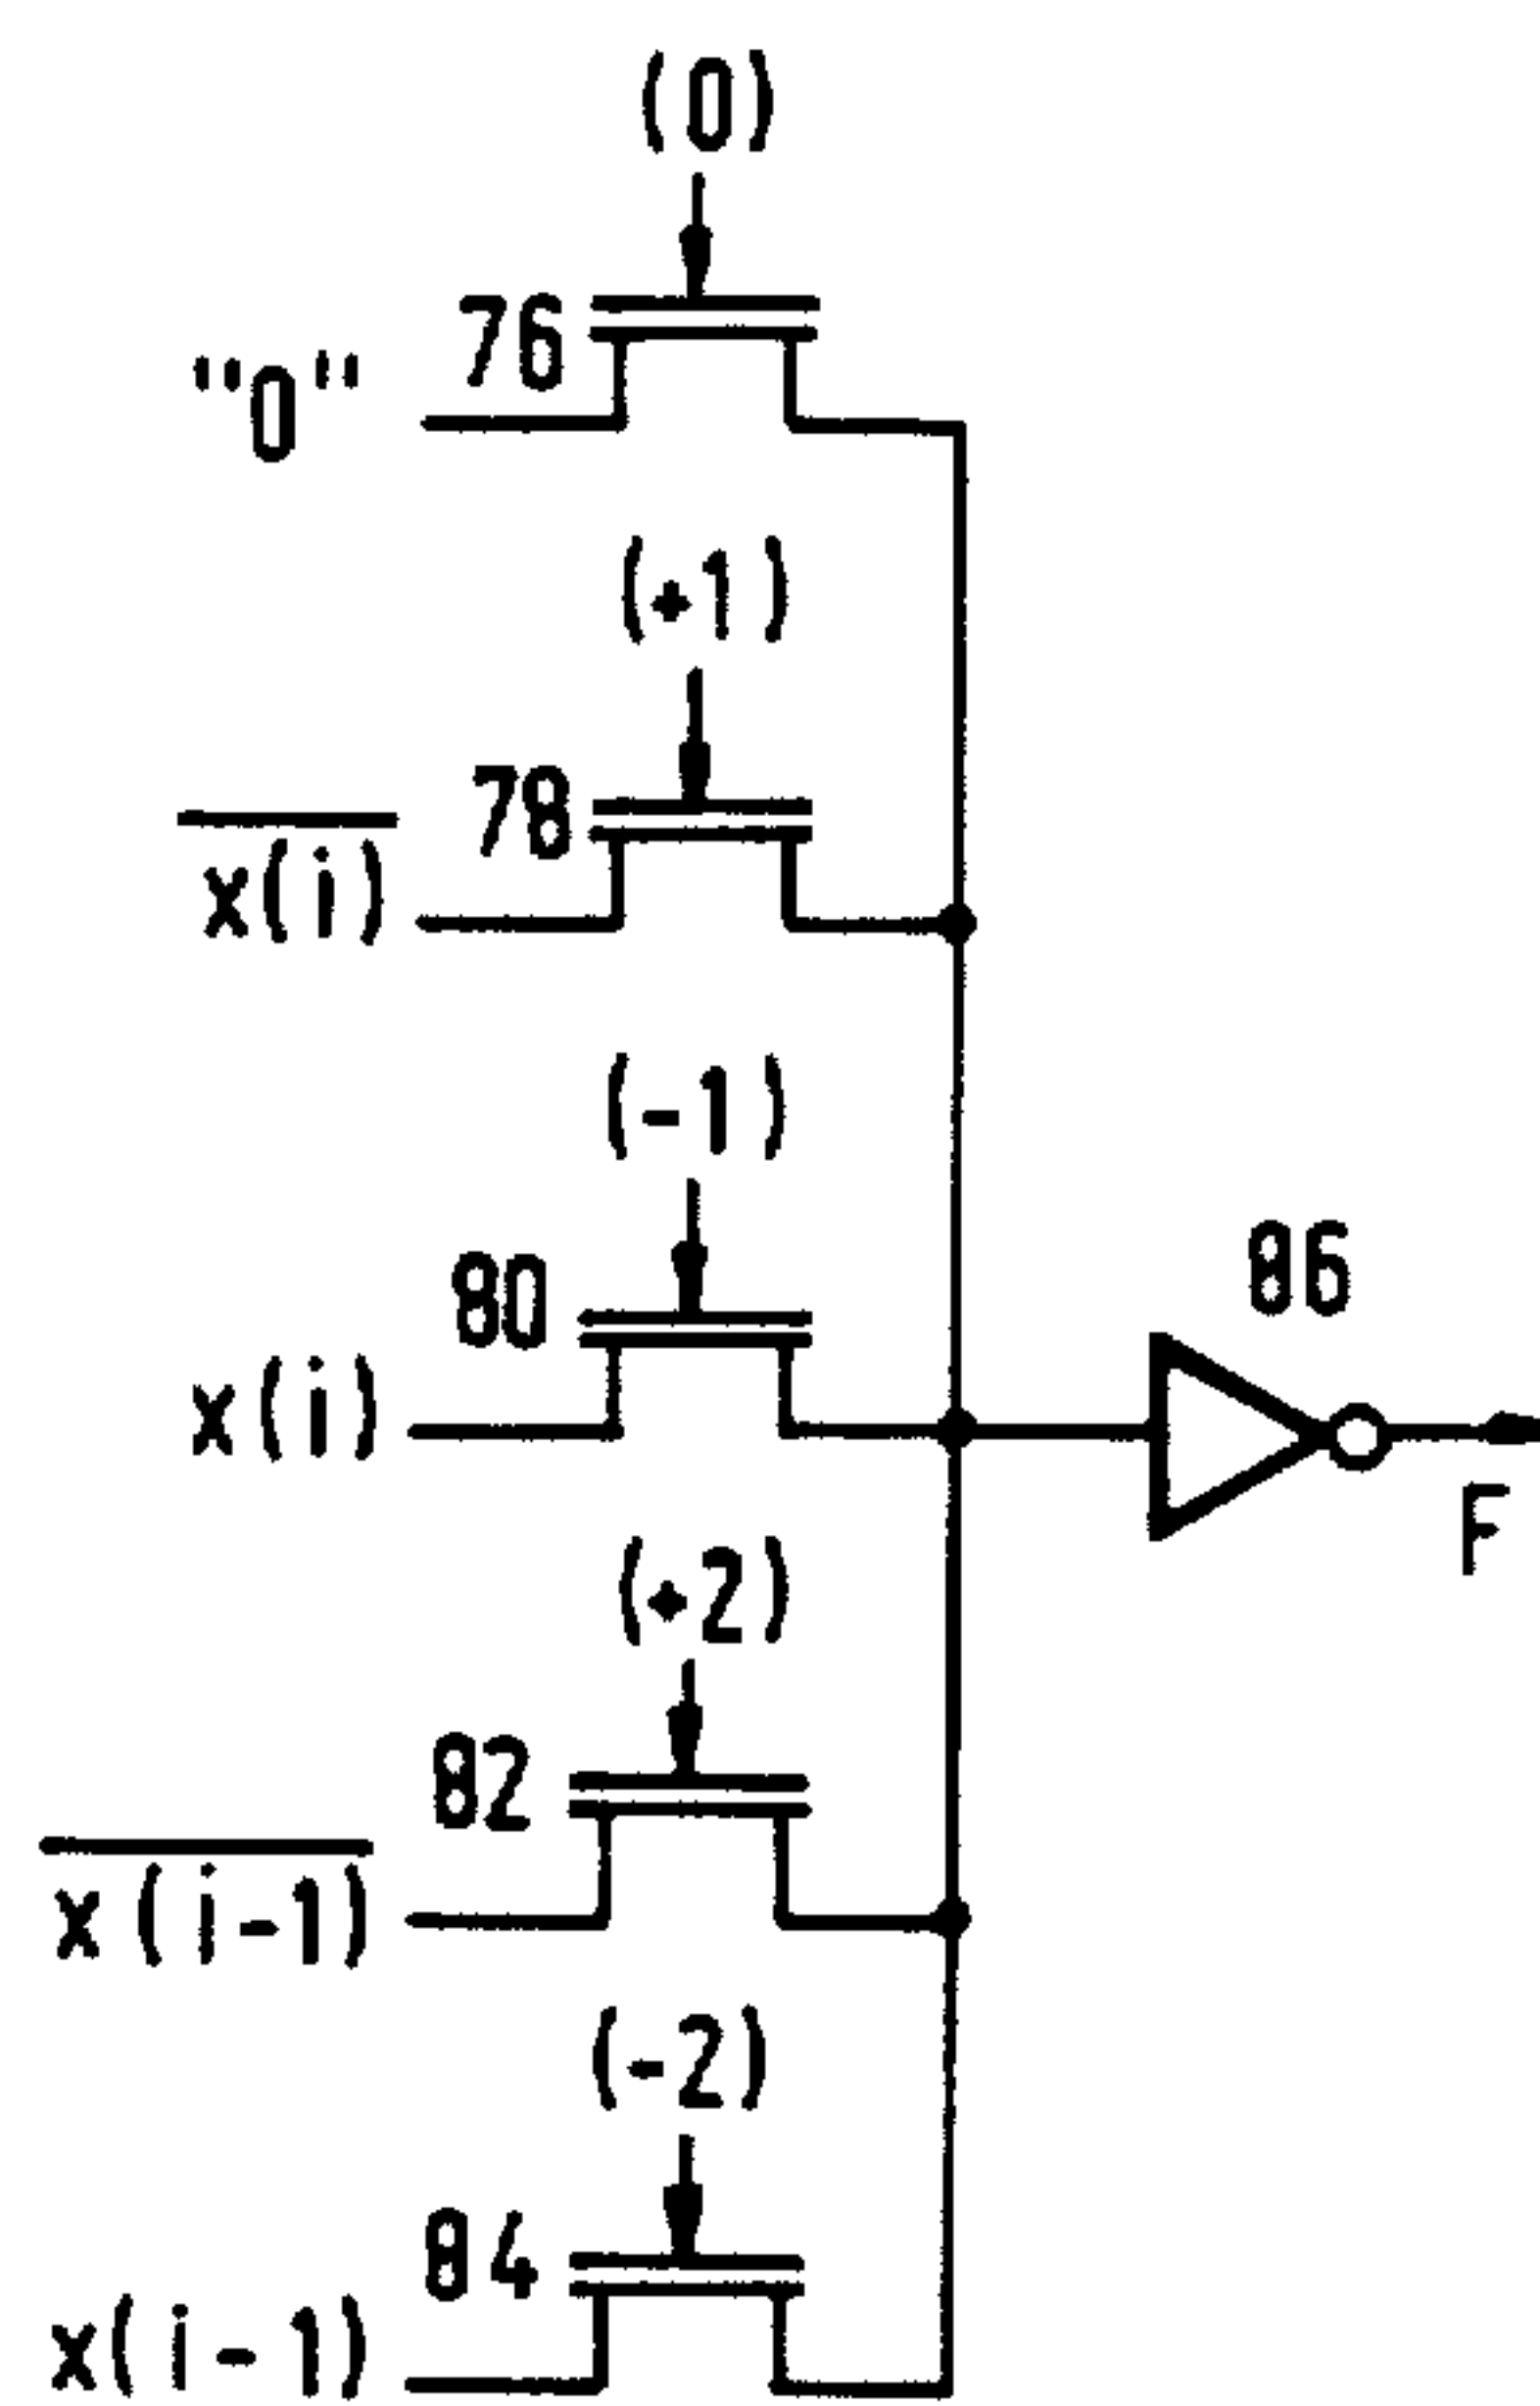 (0)
76
"0"
(+1)
78
x̅(̅i̅)̅
(-1)
80
x(i)
86
F
(+2)
82
x̅(̅i̅-̅1̅)̅
(-2)
84
x(i-1)